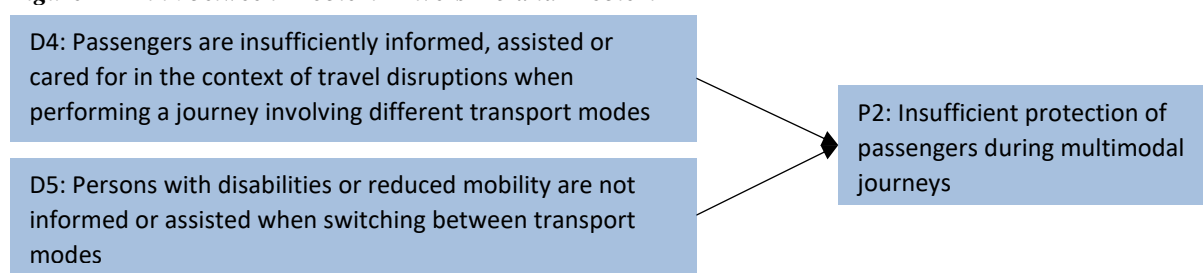 D4: Passengers are insufficiently informed, assisted or
cared for in the context of travel disruptions when
performing a journey involving different transport modes
D5: Persons with disabilities or reduced mobility are not
informed or assisted when switching between transport
modes
P2: Insufficient protection of
passengers during multimodal
journeys